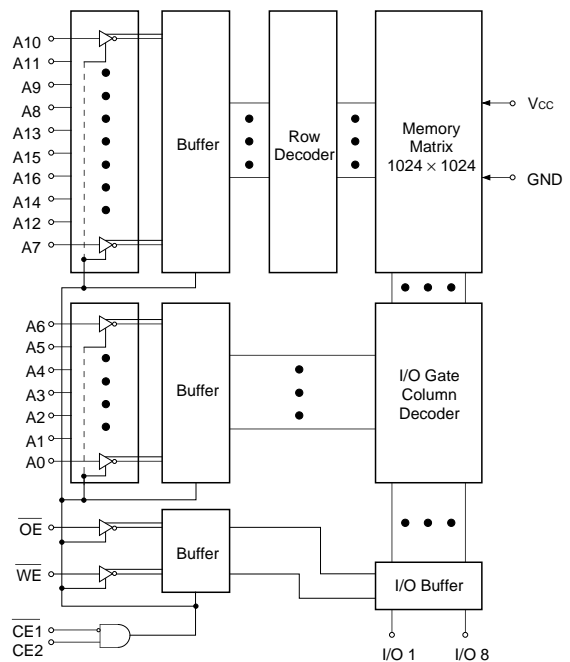 A10
A11
A9
A8
A13
A15
A16
A14
A12
A7
Buffer
Row
Decoder
Memory
Matrix
1024 × 1024
VCC
GND
A6
A5
A4
A3
A2
A1
A0
Buffer
I/O Gate
Column
Decoder
OE
WE
Buffer
I/O Buffer
CE1
CE2
I/O 1
I/O 8